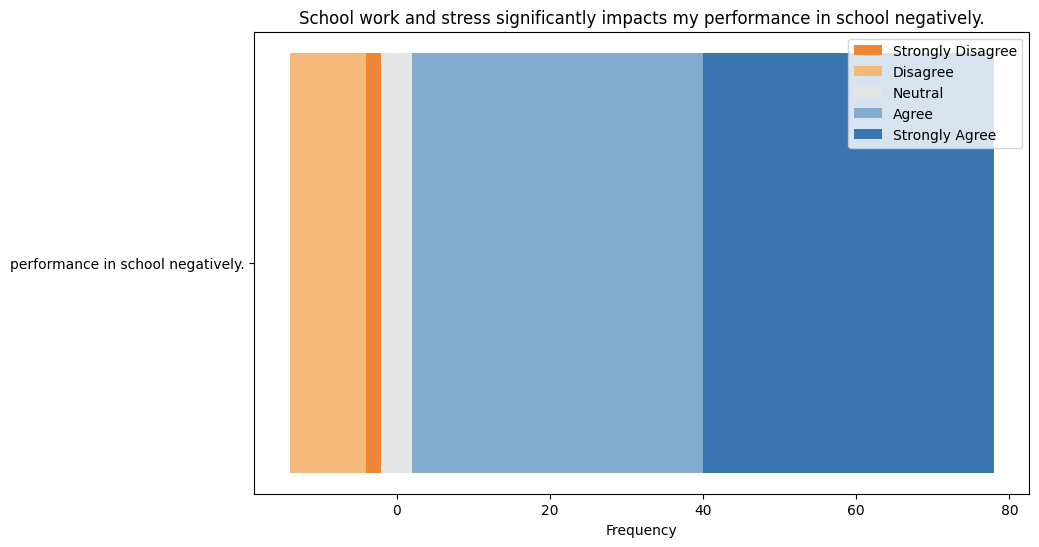 School work and stress significantly impacts my performance in school negatively.
Strongly Disagree
Disagree
Neutral
Agree
Strongly Agree
performance in school negatively.
0 20 40 60 80
Frequency